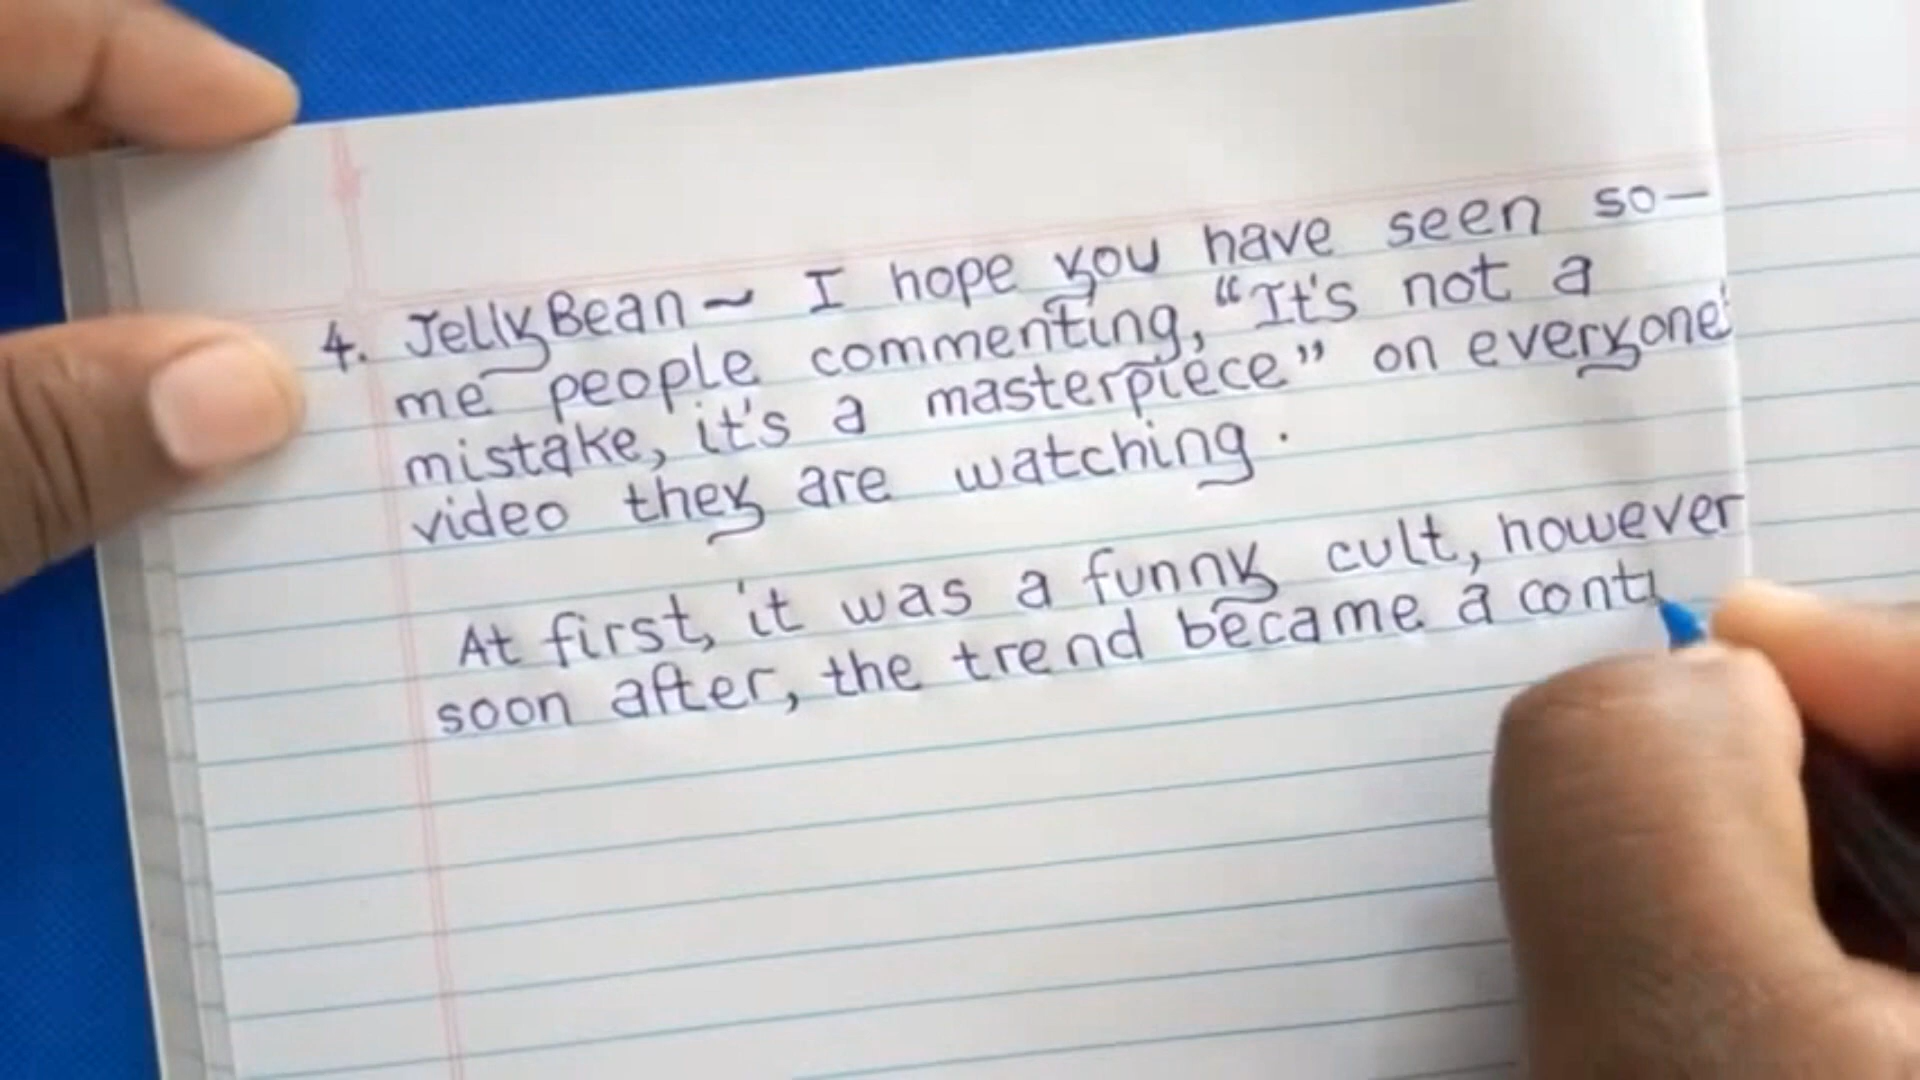 4. JellyBean ~ I hope you have seen so-
me people commenting, "It's not a
mistake, it's a masterpiece" on everyone's
video they are watching.
At first, it was a funny cult, however
soon after, the trend became a conti